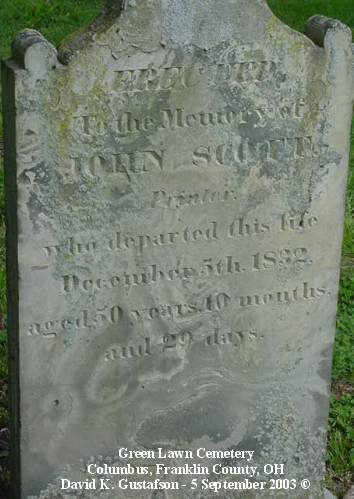 ERECTED
To the Memory of
JOHN SCOTT,
Printer.
who departed this life
December, 5th, 1832,
aged 50 years, 10 months.
and 29 days.
Green Lawn Cemetery
Columbus, Franklin County, OH
David K. Gustafson - 5 September 2003 ©